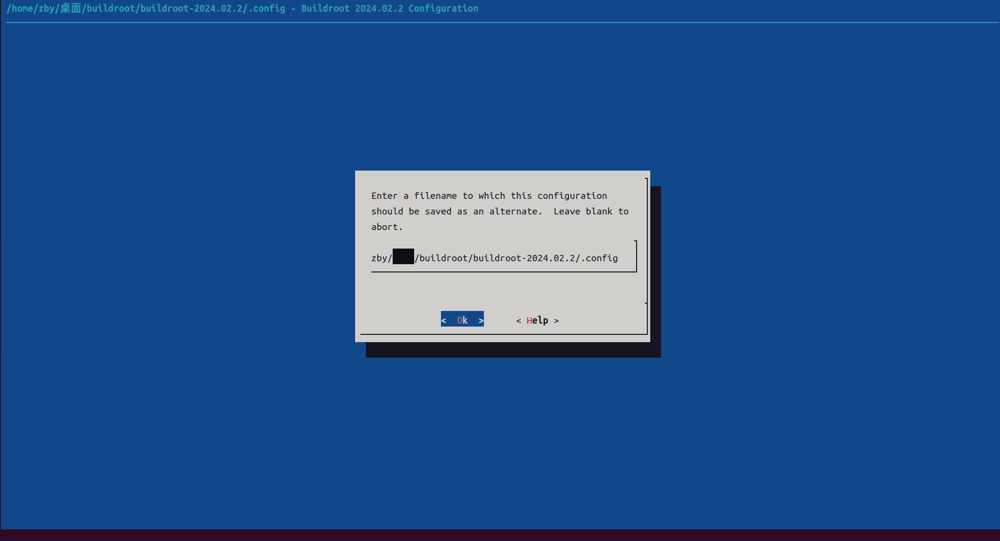 /home/zby/桌面/buildroot/buildroot-2024.02.2/.config - Buildroot 2024.02.2 Configuration
Enter a filename to which this configuration
should be saved as an alternate.  Leave blank to
abort.
zby/ /buildroot/buildroot-2024.02.2/.config
<  Ok  > < Help >